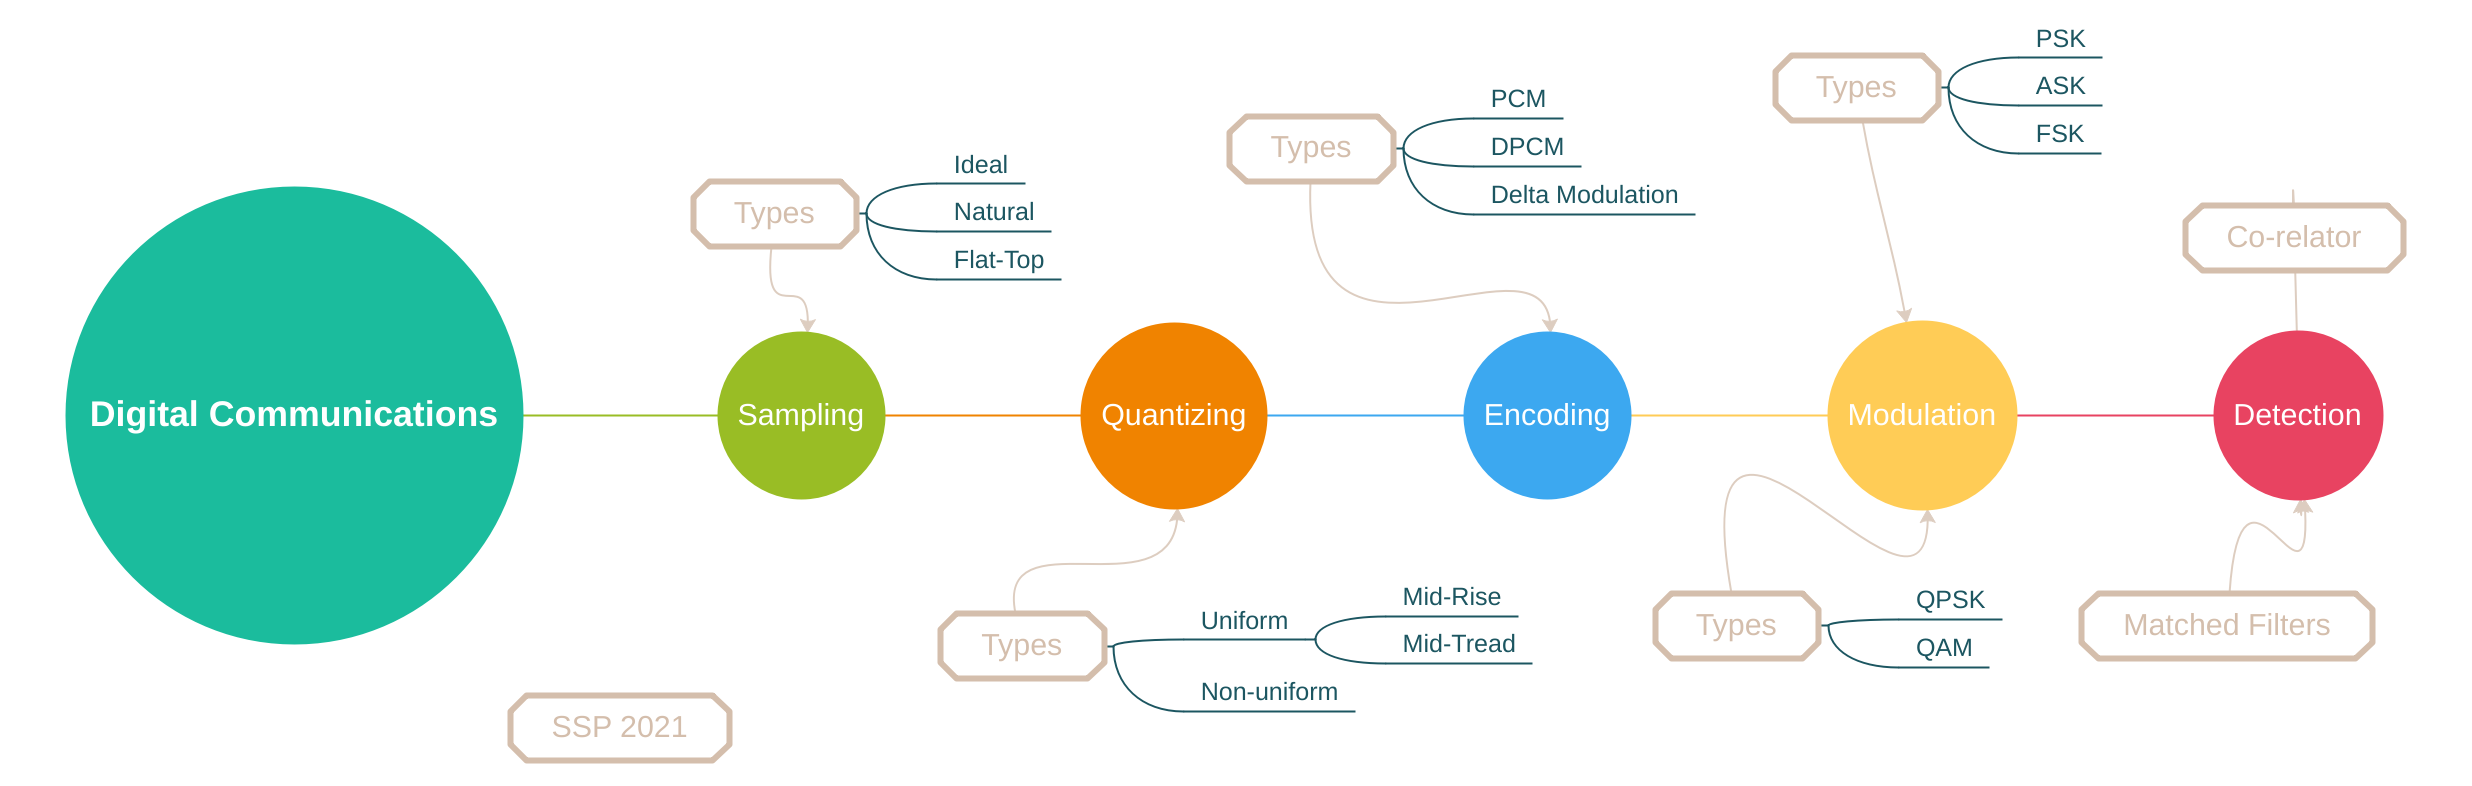 Digital Communications
Sampling
Types
Ideal
Natural
Flat-Top
Quantizing
Types
Uniform
Mid-Rise
Mid-Tread
Non-uniform
Encoding
Types
PCM
DPCM
Delta Modulation
Modulation
Types
PSK
ASK
FSK
Types
QPSK
QAM
Detection
Co-relator
Matched Filters
SSP 2021